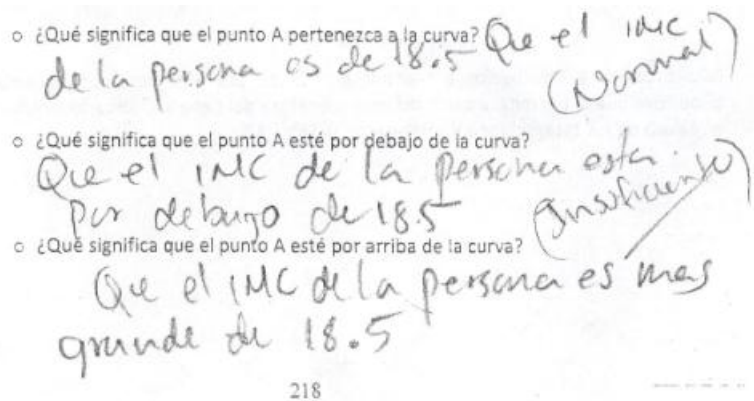 o ¿Qué significa que el punto A pertenezca a la curva? Que el IMC
de la persona es de 18.5 (Normal)
o ¿Qué significa que el punto A esté por debajo de la curva?
Que el IMC de la persona esta
por debugo de 18.5 (Insuficiente)
o ¿Qué significa que el punto A esté por arriba de la curva?
Que el IMC de la persona es mas
grande de 18.5
218